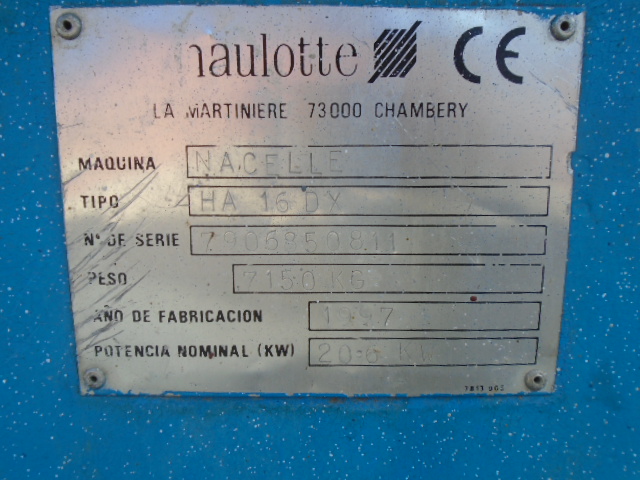 haulotte CE
LA MARTINIERE 73000 CHAMBERY
MAQUINA NACELLE
TIPO HA 16 DX
Nº DE SERIE
PESO 7150 KG
AÑO DE FABRICACION 1997
POTENCIA NOMINAL (KW)